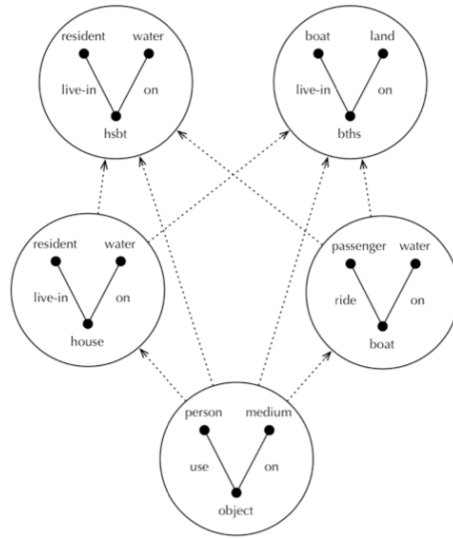 resident water
live-in on
hsbt
boat land
live-in on
bths
resident water
live-in on
house
passenger water
ride on
boat
person medium
use on
object